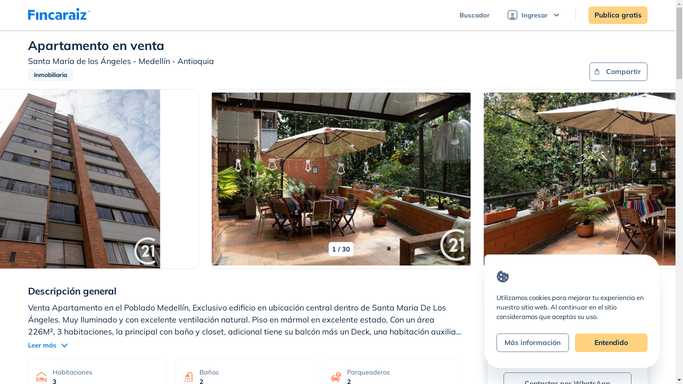 Fincaraiz
Buscador
Ingresar
Publica gratis
Apartamento en venta
Santa María de los Ángeles - Medellín - Antioquia
Inmobiliaria
Compartir
21
1 / 30
21
Descripción general
Venta Apartamento en el Poblado Medellín, Exclusivo edificio en ubicación central dentro de Santa Maria De Los
Ángeles. Muy Iluminado y con excelente ventilación natural. Piso en mármol en excelente estado, Con un área
226M², 3 habitaciones, la principal con baño y closet, adicional tiene su balcón más un Deck, una habitación auxilia...
Leer más
Habitaciones
3
Baños
2
Parqueaderos
2
Utilizamos cookies para mejorar tu experiencia en
nuestro sitio web. Al continuar en el sitio
consideramos que aceptas su uso.
Más información
Entendido
Contactar por WhatsApp